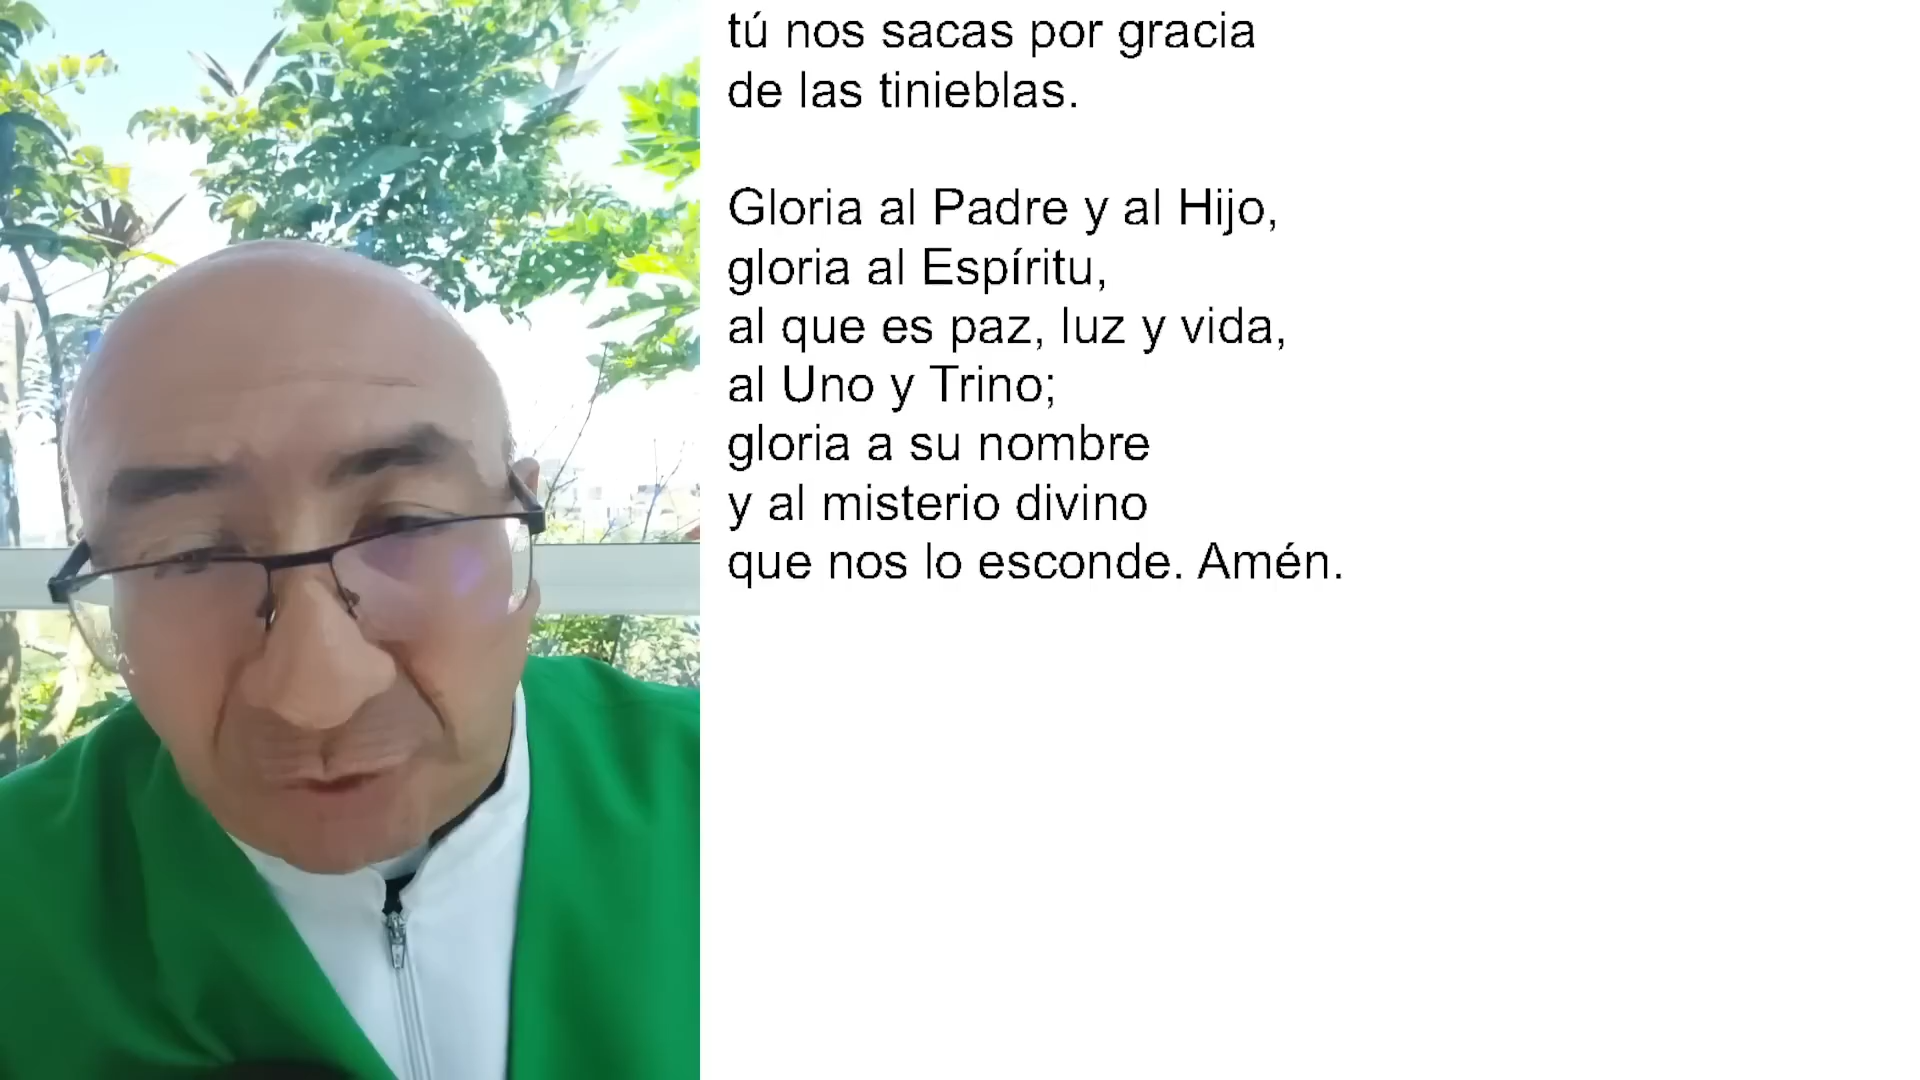 tú nos sacas por gracia
de las tinieblas.
Gloria al Padre y al Hijo,
gloria al Espíritu,
al que es paz, luz y vida,
al Uno y Trino;
gloria a su nombre
y al misterio divino
que nos lo esconde. Amén.